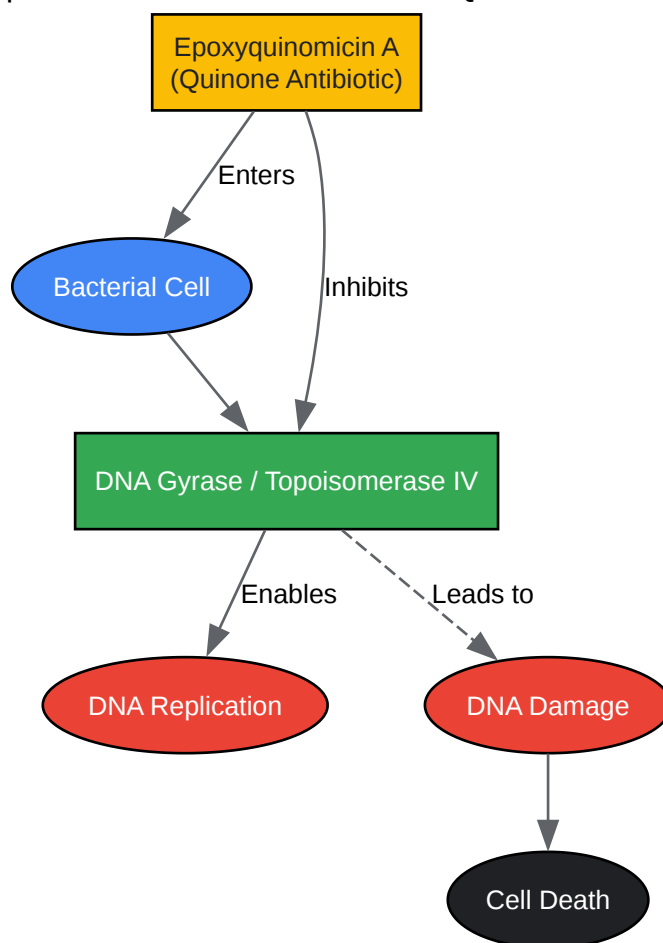 Epoxyquinomicin A
(Quinone Antibiotic)
Enters
Bacterial Cell
Inhibits
DNA Gyrase / Topoisomerase IV
Enables
Leads to
DNA Replication
DNA Damage
Cell Death